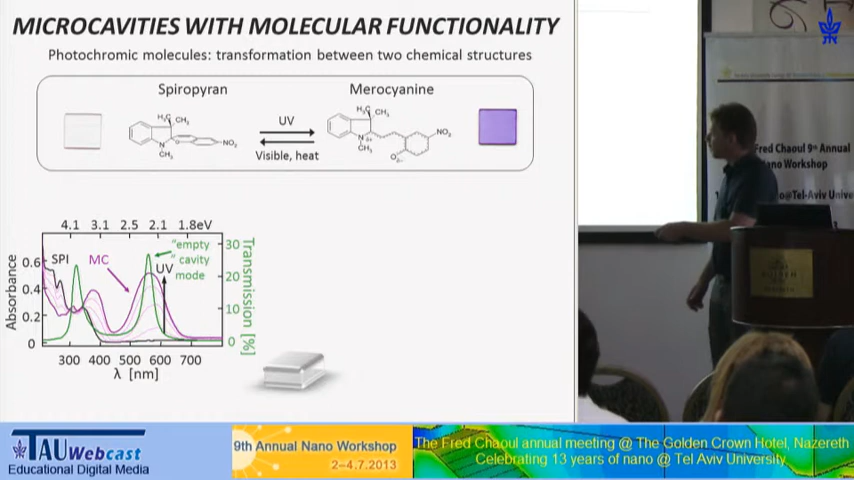 MICROCAVITIES WITH MOLECULAR FUNCTIONALITY
Photochromic molecules: transformation between two chemical structures
Spiropyran
Merocyanine
H₃C CH₃
N
CH₃
NO₂
UV
Visible, heat
H₃C CH₃
N
CH₃
NO₂
O
4.1 3.1 2.5 2.1 1.8eV
Absorbance
0.6
0.4
0.2
0
SPI
MC
"empty
" cavity
mode
UV
30
20
10
0
Transmission [%]
300 400 500 600 700
λ [nm]
Fred Chaoul 9th Annual
Nano Workshop
TAU Webcast
Educational Digital Media
9th Annual Nano Workshop
2–4.7.2013
The Fred Chaoul annual meeting @ The Golden Crown Hotel, Nazereth
Celebrating 13 years of nano @ Tel Aviv University